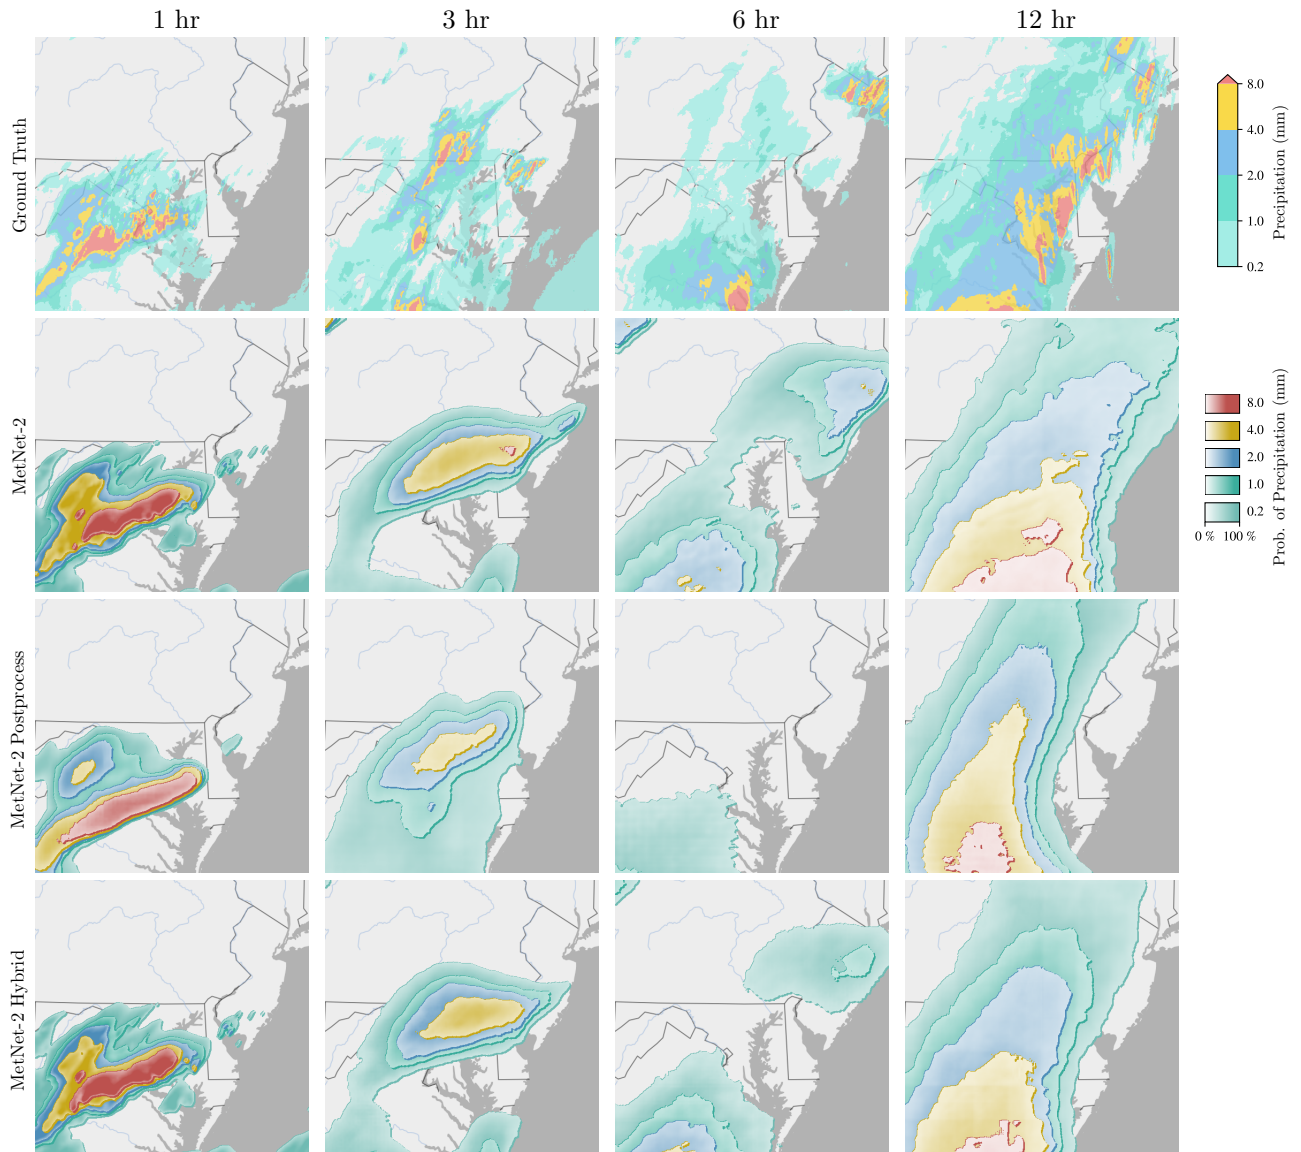 1 hr
3 hr
6 hr
12 hr
Ground Truth
8.0
4.0
2.0
1.0
0.2
Precipitation (mm)
MetNet-2
8.0
4.0
2.0
1.0
0.2
0 %
100 %
Prob. of Precipitation (mm)
MetNet-2 Postprocess
MetNet-2 Hybrid